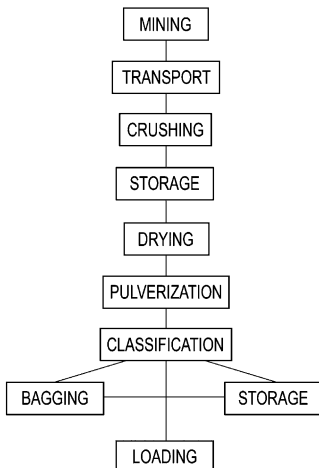 MINING
TRANSPORT
CRUSHING
STORAGE
DRYING
PULVERIZATION
CLASSIFICATION
BAGGING
STORAGE
LOADING